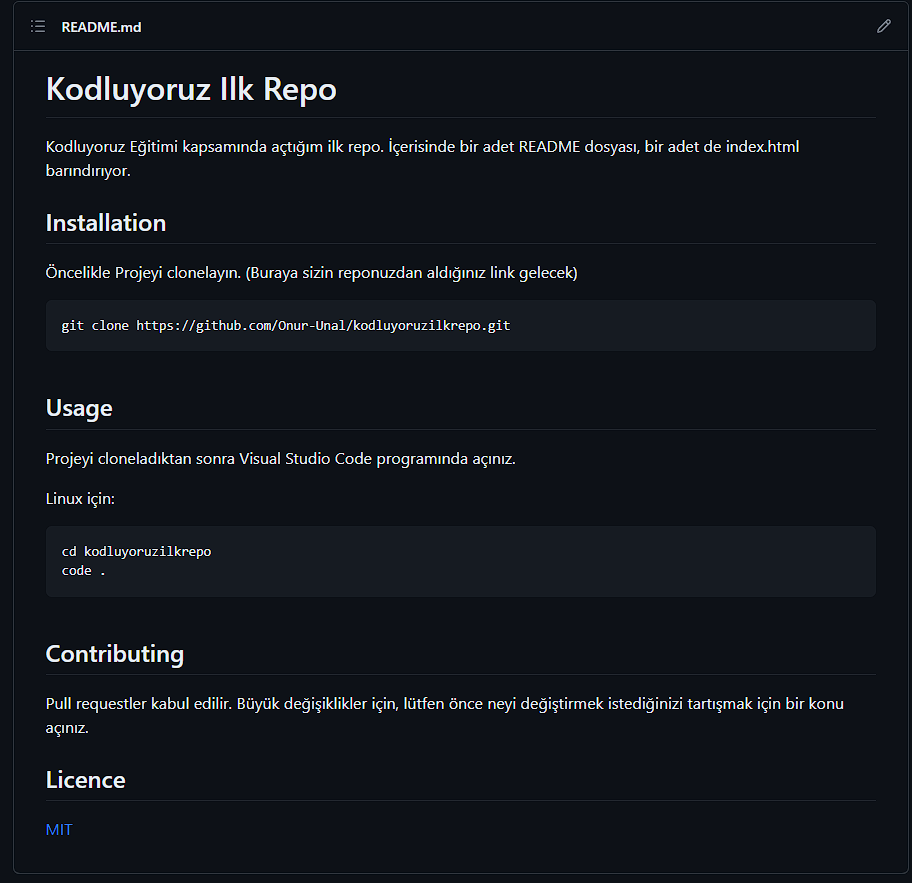 README.md
Kodluyoruz Ilk Repo
Kodluyoruz Eğitimi kapsamında açtığım ilk repo. İçerisinde bir adet README dosyası, bir adet de index.html
barındırıyor.
Installation
Öncelikle Projeyi clonelayın. (Buraya sizin reponuzdan aldığınız link gelecek)
git clone https://github.com/Onur-Unal/kodluyoruzilkrepo.git
Usage
Projeyi cloneladıktan sonra Visual Studio Code programında açınız.
Linux için:
cd kodluyoruzilkrepo
code .
Contributing
Pull requestler kabul edilir. Büyük değişiklikler için, lütfen önce neyi değiştirmek istediğinizi tartışmak için bir konu
açınız.
Licence
MIT